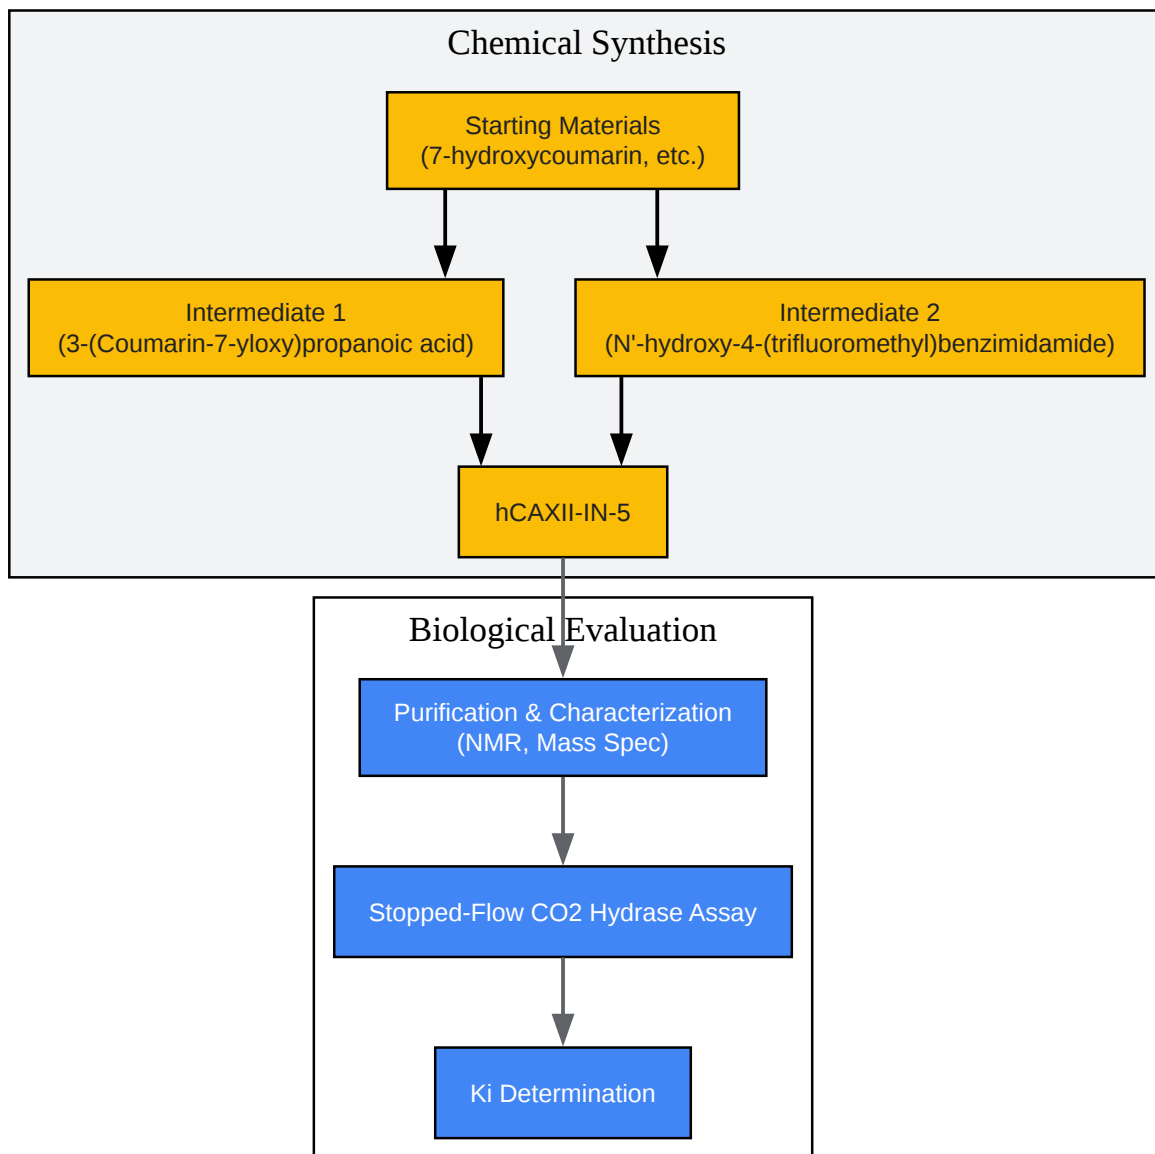 Chemical Synthesis
Starting Materials
(7-hydroxycoumarin, etc.)
Intermediate 1
(3-(Coumarin-7-yloxy)propanoic acid)
Intermediate 2
(N'-hydroxy-4-(trifluoromethyl)benzimidamide)
hCAXII-IN-5
Biological Evaluation
Purification & Characterization
(NMR, Mass Spec)
Stopped-Flow CO2 Hydrase Assay
Ki Determination